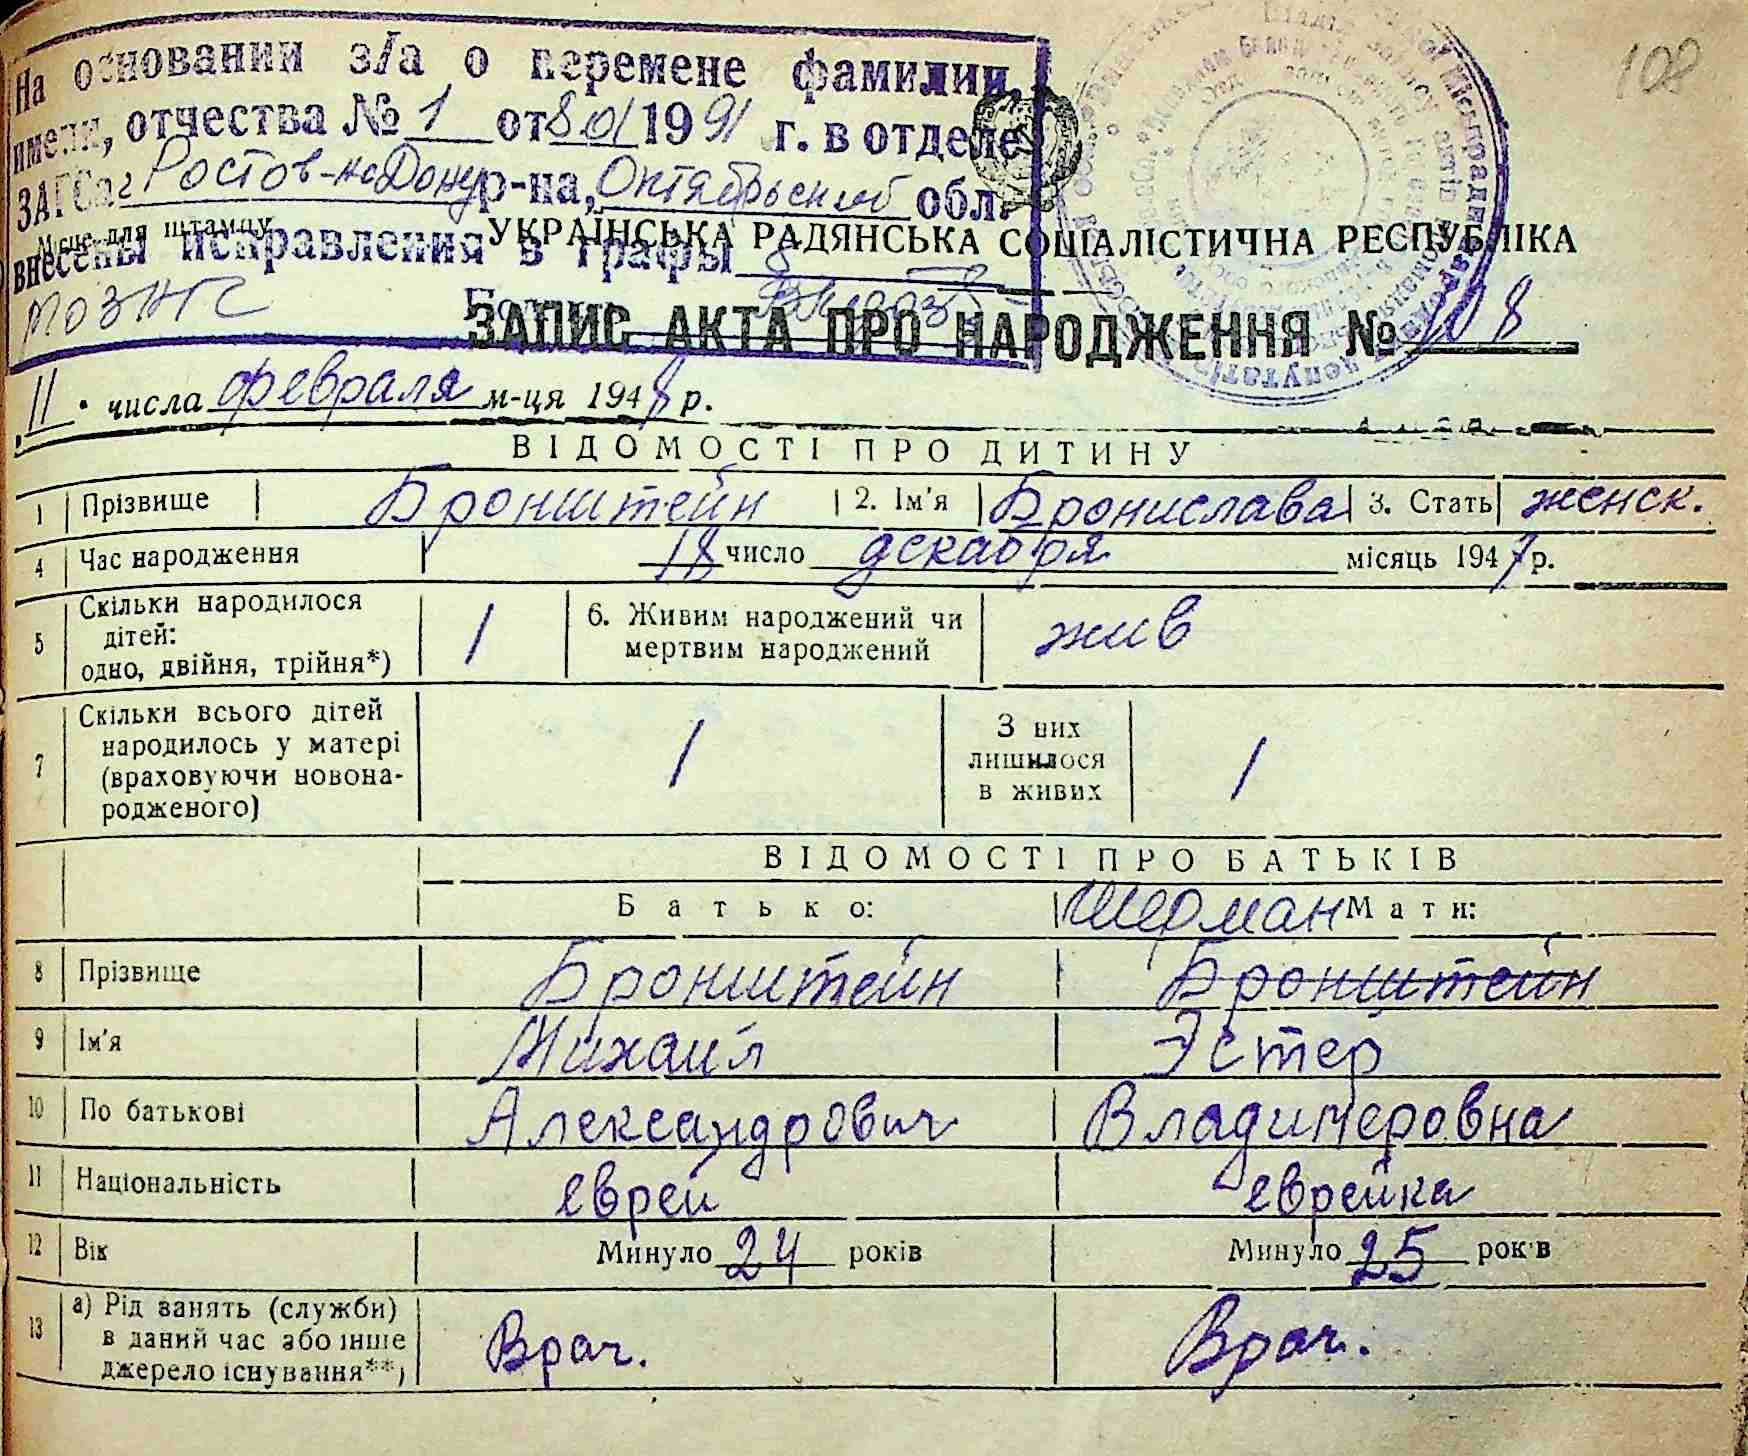 108
На основании з/а о перемене фамилии,
имени, отчества № 1 от 8 01 1991 г. в отделе
ЗАГСа г Ростов-на Дону р-на, Октябрьский обл.
Місце для штампу
внесены исправления в графы 8
УКРАЇНСЬКА РАДЯНСЬКА СОЦІАЛІСТИЧНА РЕСПУБЛІКА
ЗАПИС АКТА ПРО НАРОДЖЕННЯ № 108
11 числа февраля м-ця 1948 р.
ВІДОМОСТІ ПРО ДИТИНУ
1 Прізвище Бронштейн 2. Ім'я Бронислава 3. Стать женск.
4 Час народження 18 число декабря місяць 1947 р.
5 Скільки народилося дітей: одно, двійня, трійня*) 1 6. Живим народжений чи мертвим народжений жив
7 Скільки всього дітей народилось у матері (враховуючи новонародженого) 1 З них лишилося в живих 1
ВІДОМОСТІ ПРО БАТЬКІВ
Батько: Шерман Мати:
8 Прізвище Бронштейн Бронштейн
9 Ім'я Михаил Эстер
10 По батькові Александрович Владимеровна
11 Національність еврей еврейка
12 Вік Минуло 24 років Минуло 25 років
13 а) Рід занять (служби) в даний час або інше джерело існування**) Врач. Врач.